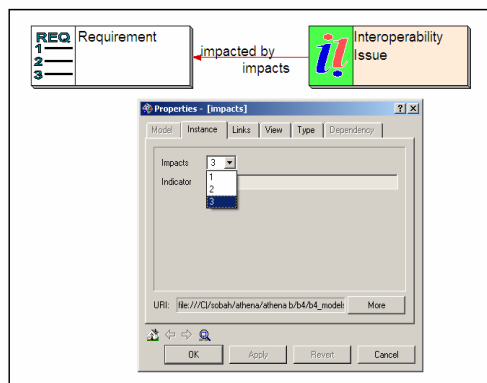 REQ
1
2
3
Requirement
impacted by
impacts
Interoperability
Issue
Properties - [impacts]
Model Instance Links View Type Dependency
Impacts 3
1
2
3
Indicator
URI: file:///C|/sobah/athena/athena b/b4/b4_models More
OK Apply Revert Cancel